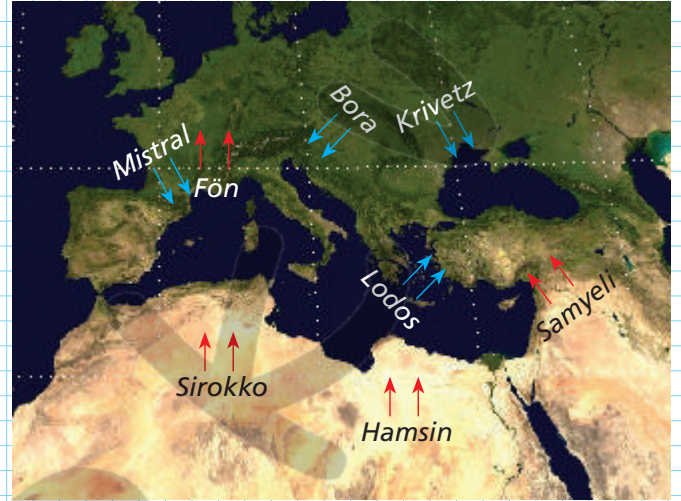 Bora
Krivetz
Mistral
Fön
Lodos
Samyeli
Sirokko
Hamsin